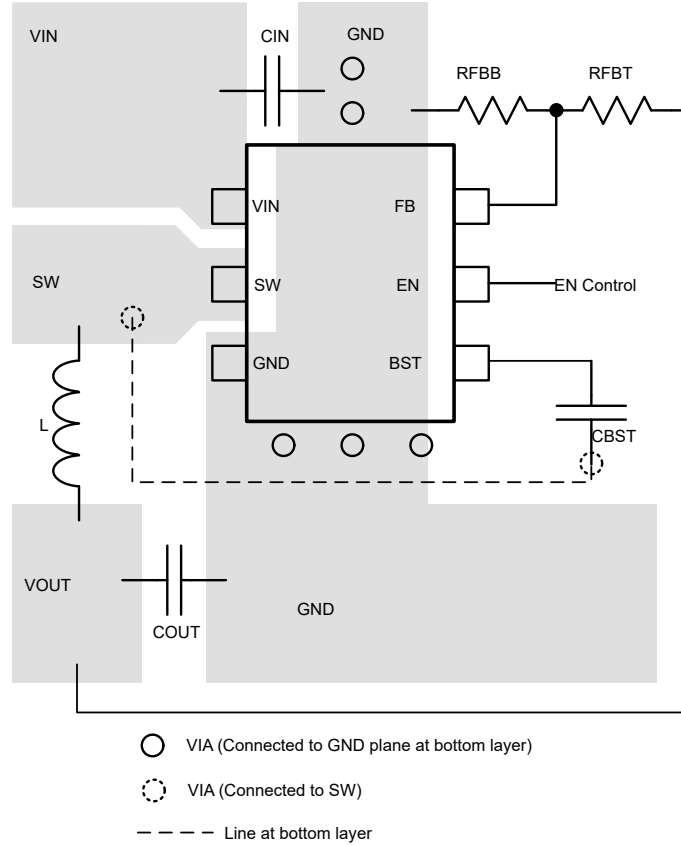 VIN
CIN
GND
RFBB
RFBT
VIN
FB
SW
SW
EN
EN Control
GND
BST
L
CBST
VOUT
COUT
GND
VIA (Connected to GND plane at bottom layer)
VIA (Connected to SW)
Line at bottom layer